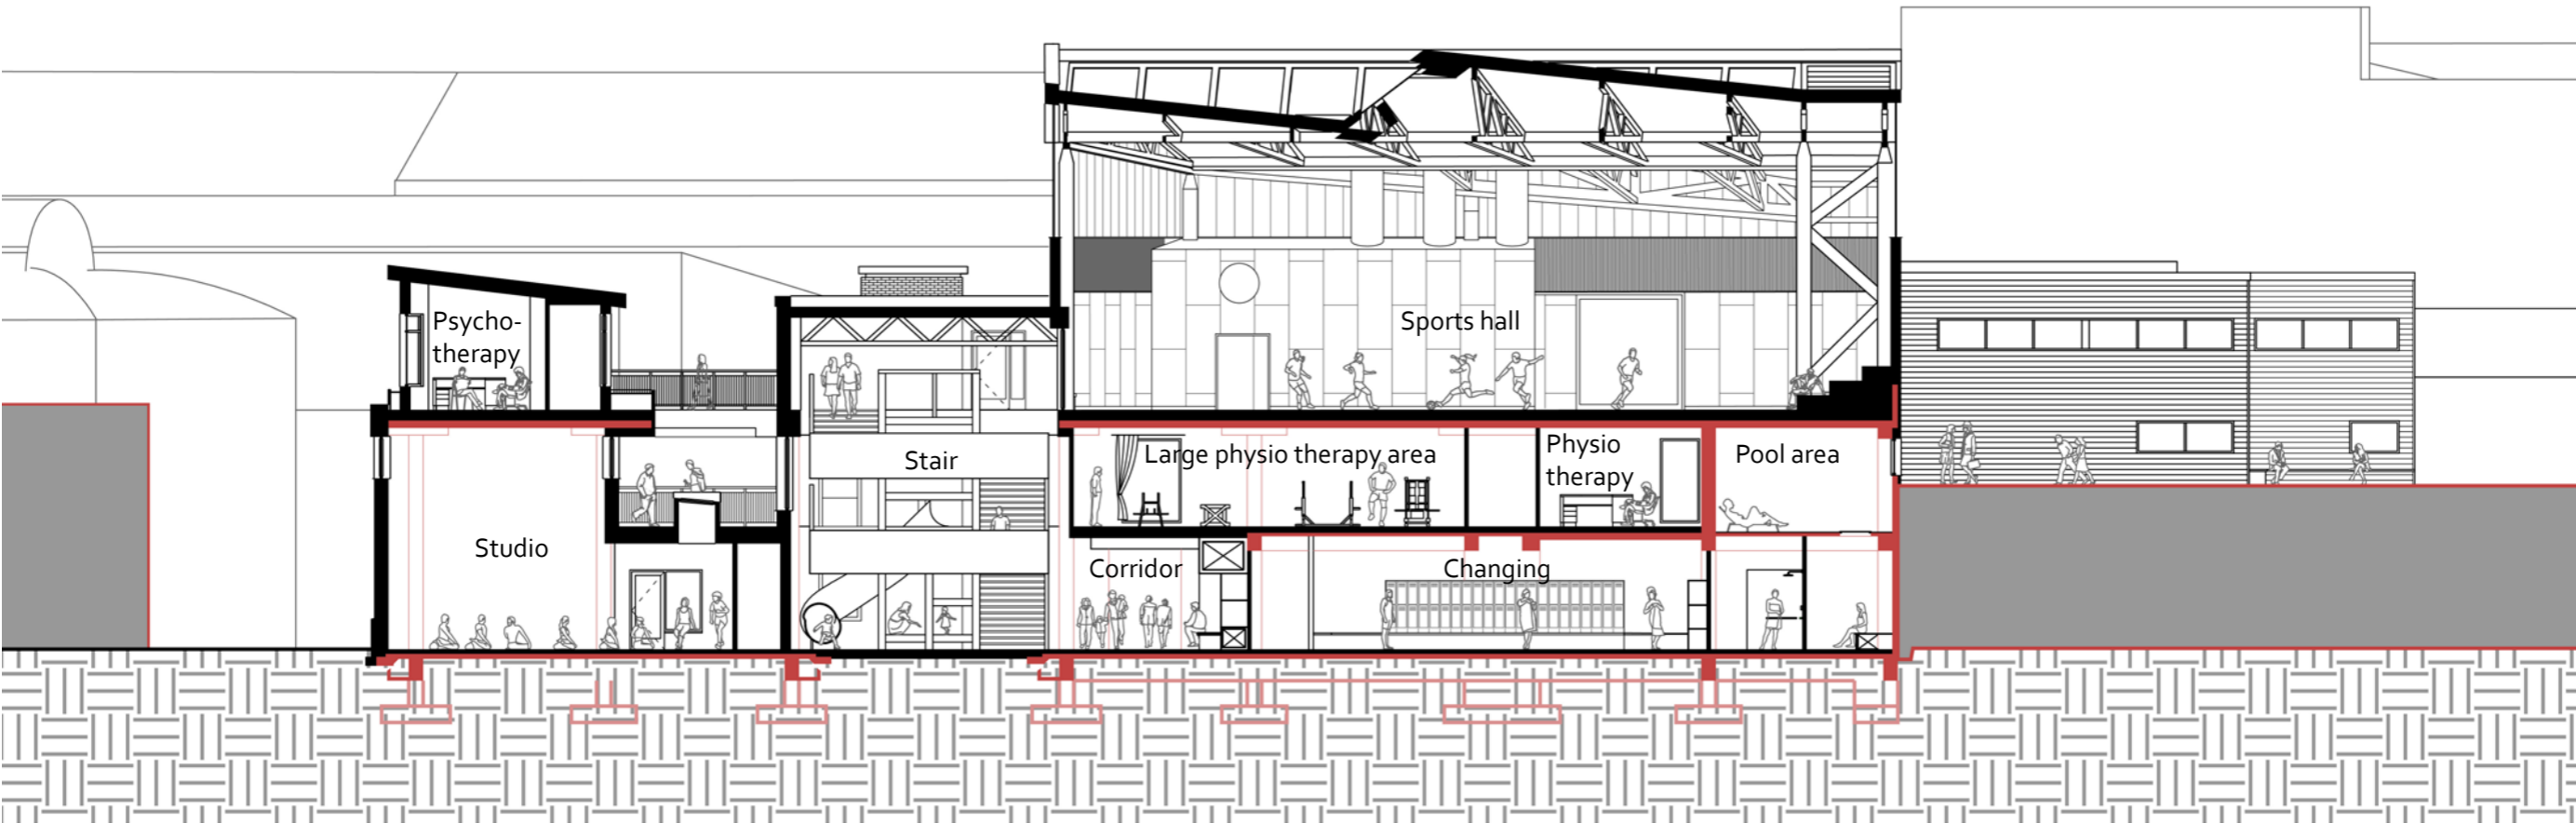 Psycho-
therapy
Sports hall
Stair
Large physio therapy area
Physio
therapy
Pool area
Studio
Corridor
Changing